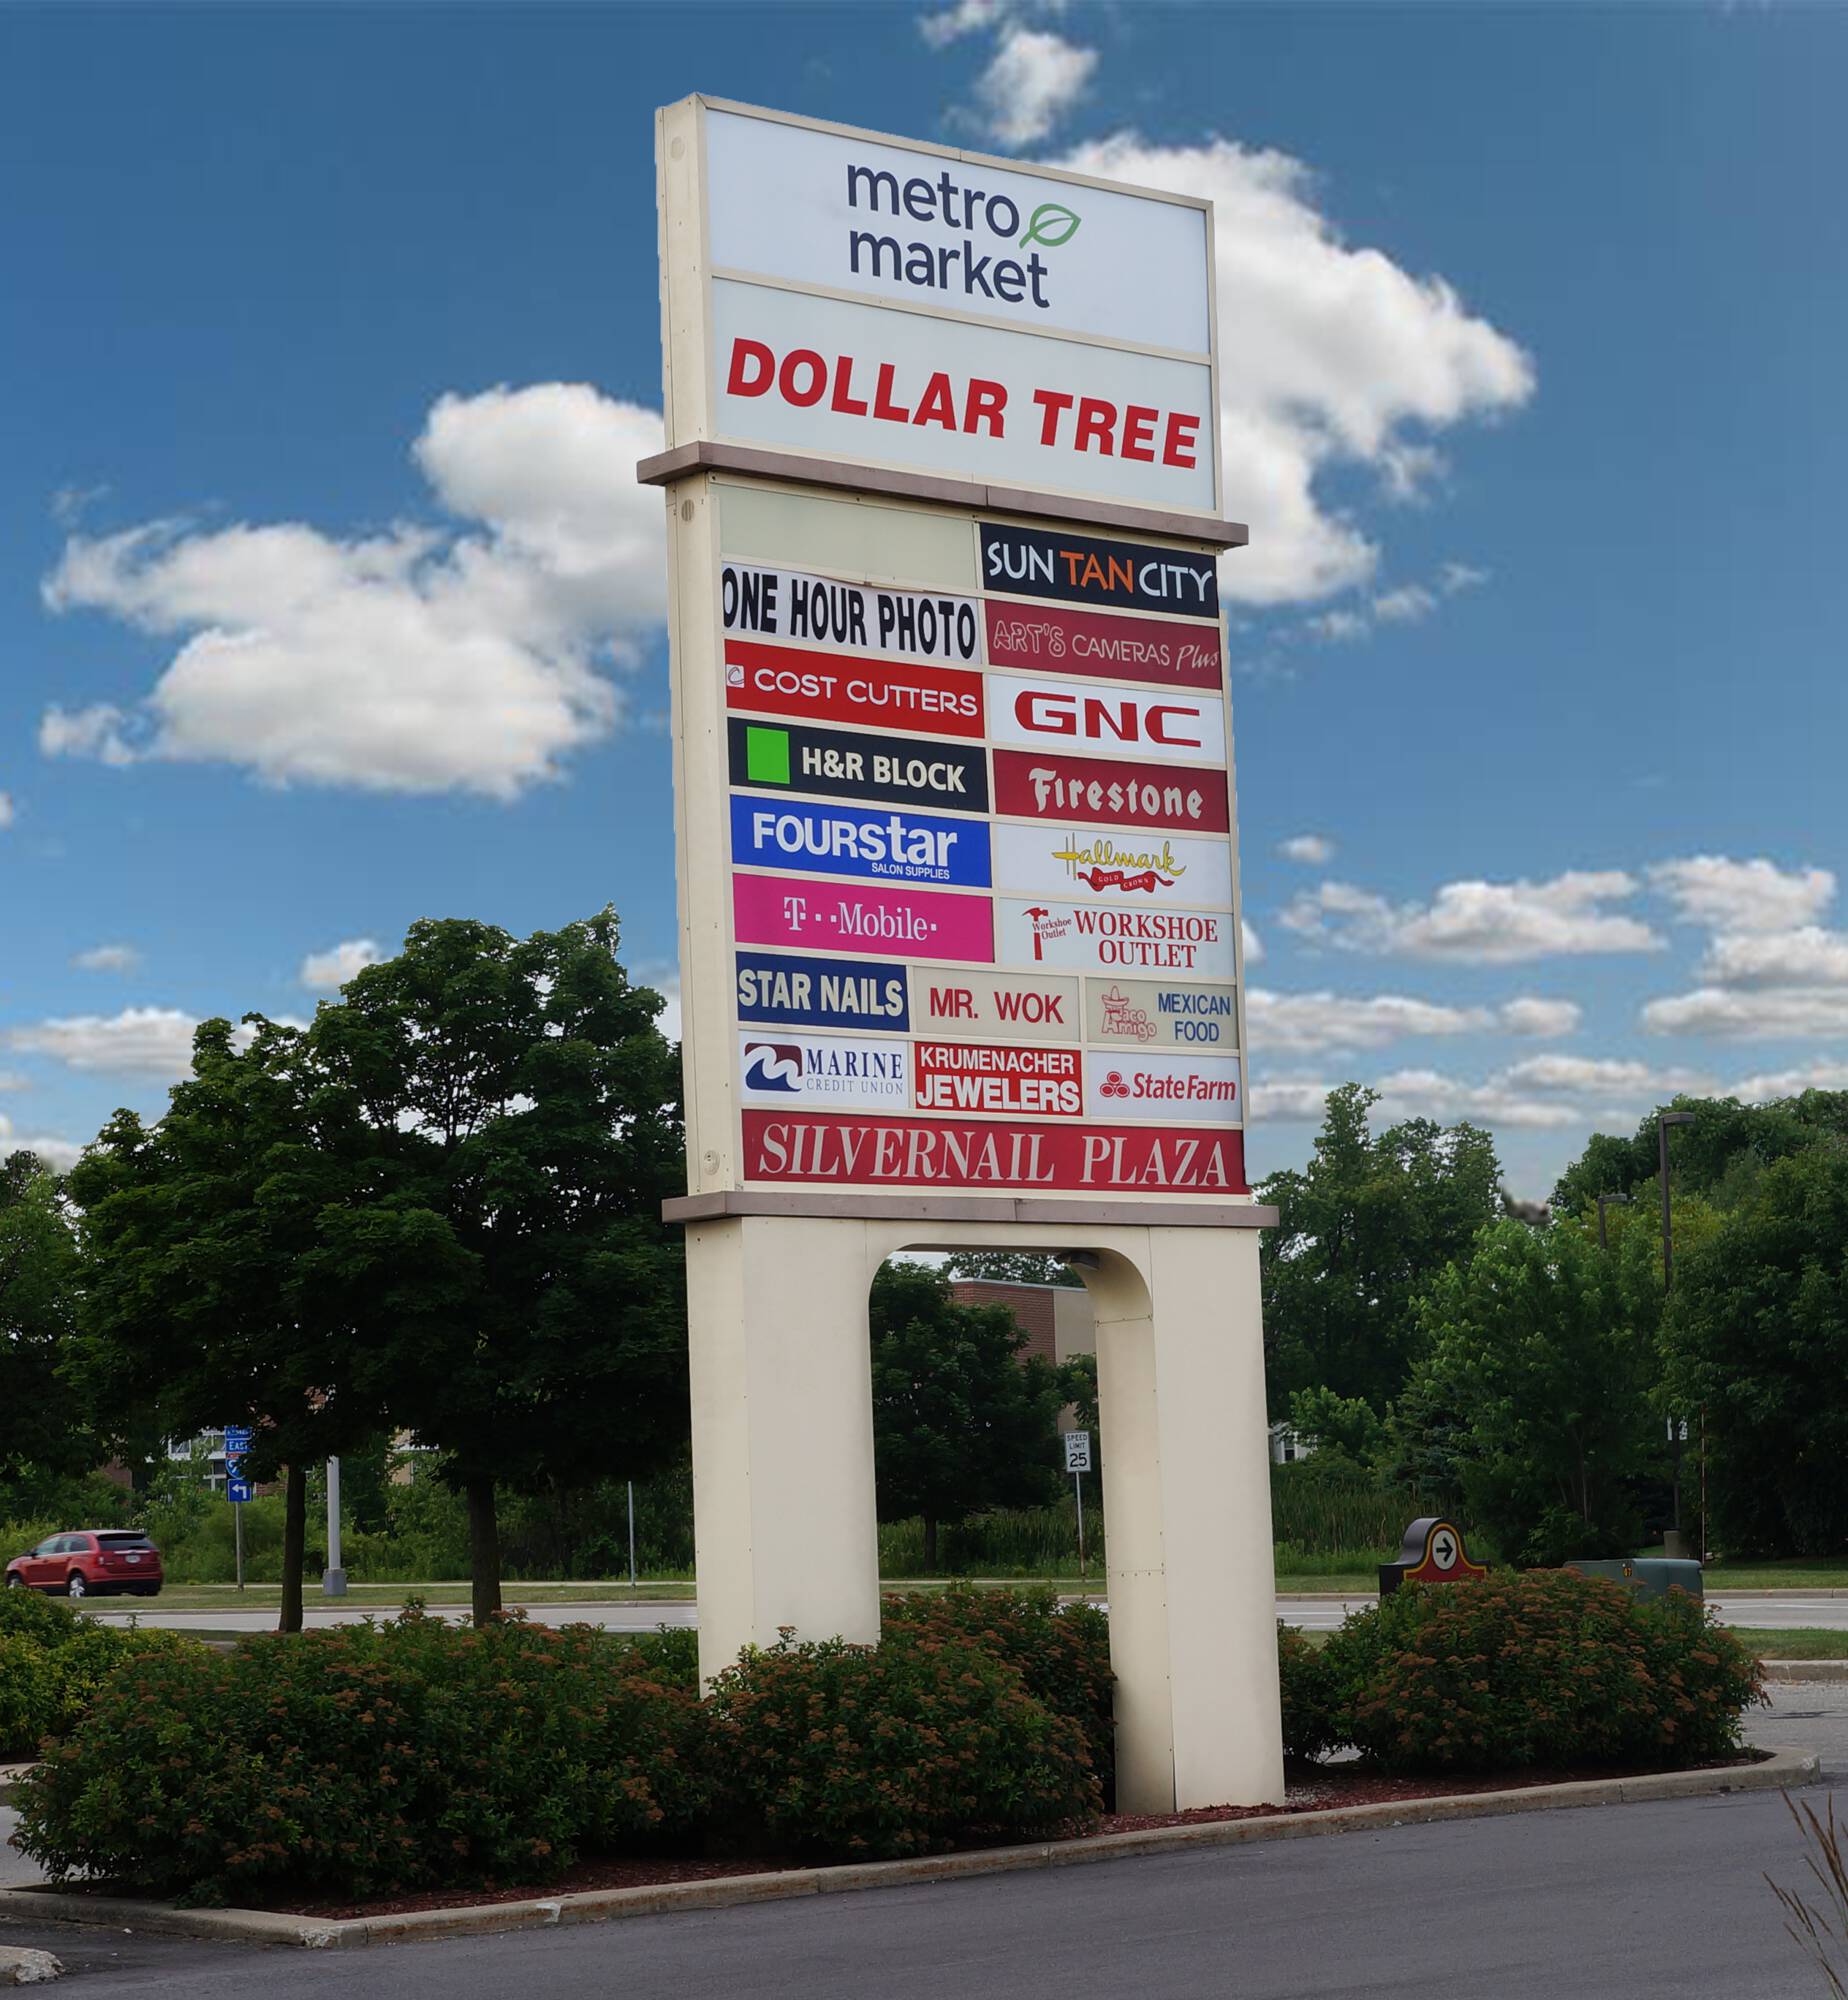 metro
market
DOLLAR TREE
SUN TAN CITY
ONE HOUR PHOTO
ART'S CAMERAS Plus
COST CUTTERS
GNC
H&R BLOCK
Firestone
FOURstar
SALON SUPPLIES
Hallmark
GOLD CROWN
T··Mobile·
Workshoe
Outlet
WORKSHOE
OUTLET
STAR NAILS
MR. WOK
Taco
Amigo
MEXICAN
FOOD
MARINE
CREDIT UNION
KRUMENACHER
JEWELERS
State Farm
SILVERNAIL PLAZA
EAST
SPEED
LIMIT
25